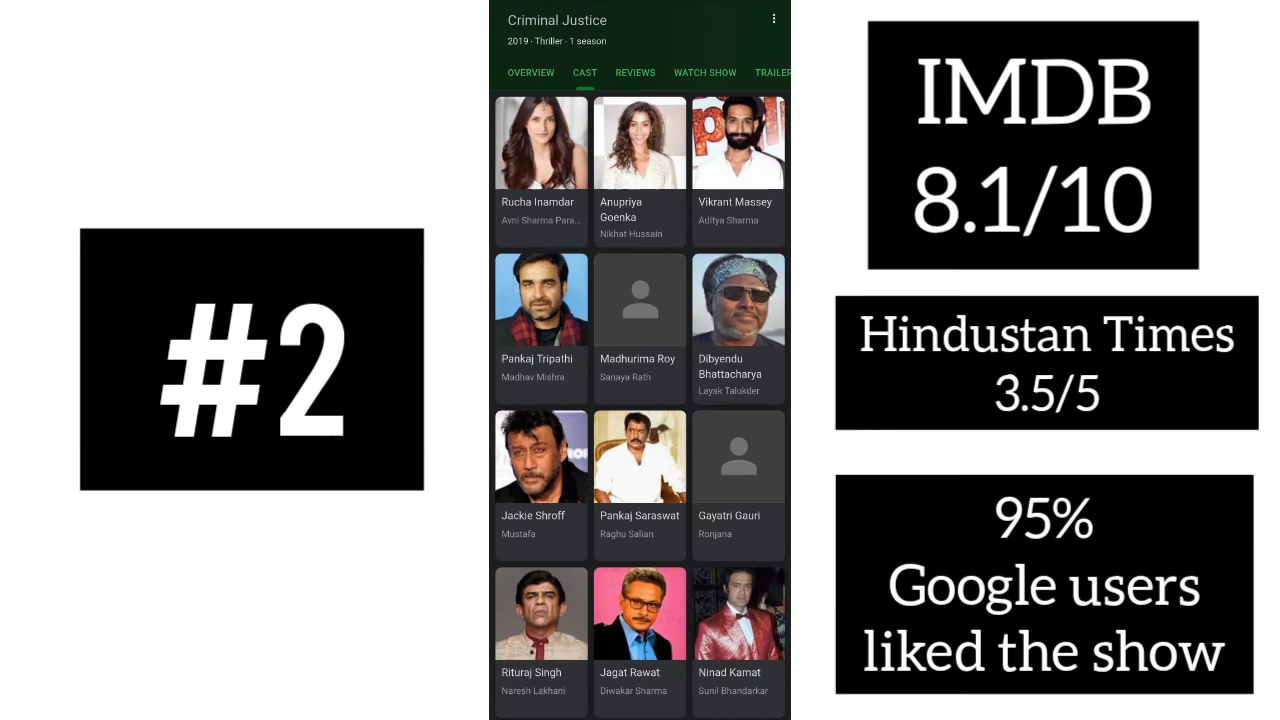 #2
Criminal Justice
2019 · Thriller · 1 season
OVERVIEW CAST REVIEWS WATCH SHOW TRAILER
Rucha Inamdar
Avni Sharma Para...
Anupriya
Goenka
Nikhat Hussain
Vikrant Massey
Aditya Sharma
Pankaj Tripathi
Madhav Mishra
Madhurima Roy
Sanaya Rath
Dibyendu
Bhattacharya
Layak Talukder
Jackie Shroff
Mustafa
Pankaj Saraswat
Raghu Salian
Gayatri Gauri
Ronjana
Rituraj Singh
Naresh Lakhani
Jagat Rawat
Diwakar Sharma
Ninad Kamat
Sunil Bhandarkar
IMDB
8.1/10
Hindustan Times
3.5/5
95%
Google users
liked the show